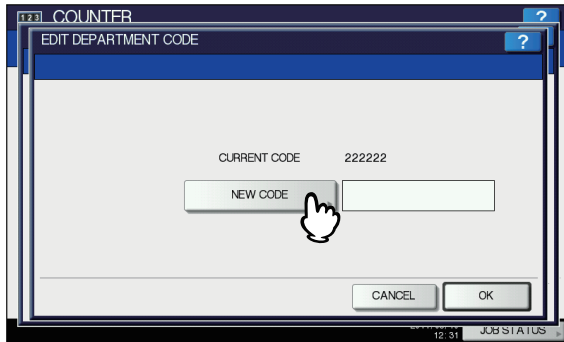 123 COUNTER ?
EDIT DEPARTMENT CODE ?
CURRENT CODE 222222
NEW CODE
CANCEL OK
12:31 JOB STATUS